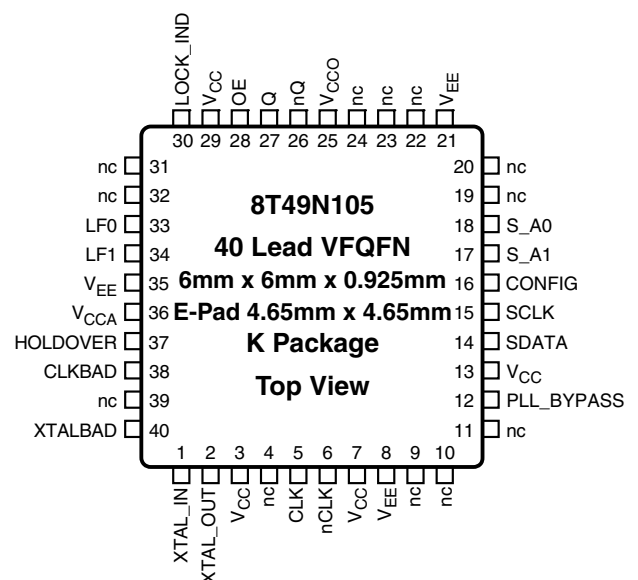 LOCK_IND
VCC
OE
Q
nQ
VCCO
nc
nc
nc
VEE
30 29 28 27 26 25 24 23 22 21
nc 31
nc 32
LF0 33
LF1 34
VEE 35
VCCA 36
HOLDOVER 37
CLKBAD 38
nc 39
XTALBAD 40
8T49N105
40 Lead VFQFN
6mm x 6mm x 0.925mm
E-Pad 4.65mm x 4.65mm
K Package
Top View
20 nc
19 nc
18 S_A0
17 S_A1
16 CONFIG
15 SCLK
14 SDATA
13 VCC
12 PLL_BYPASS
11 nc
1 2 3 4 5 6 7 8 9 10
XTAL_IN
XTAL_OUT
VCC
nc
CLK
nCLK
VCC
VEE
nc
nc